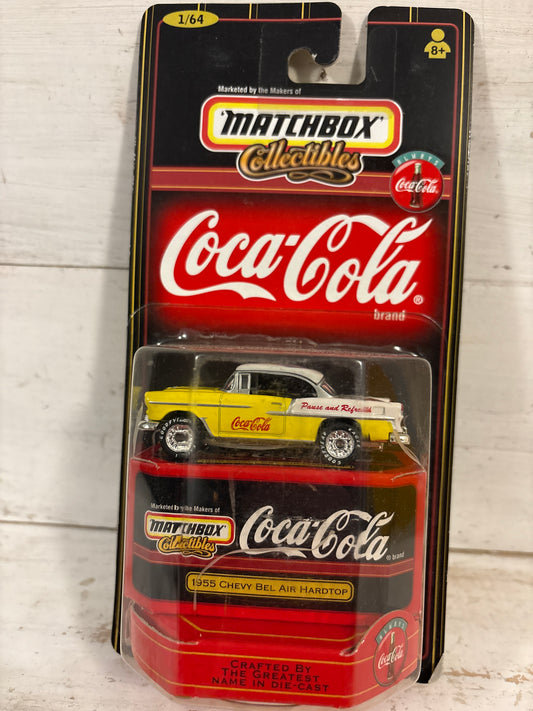 1/64
8+
Marketed by the Makers of
MATCHBOX
Collectibles
ALWAYS
Coca-Cola
Coca-Cola®
brand
Pause and Refresh
Coca-Cola
Marketed by the Makers of
MATCHBOX
Collectibles
Coca-Cola®
brand
1955 CHEVY BEL AIR HARDTOP
ALWAYS
Coca-Cola
CRAFTED BY
THE GREATEST
NAME IN DIE-CAST